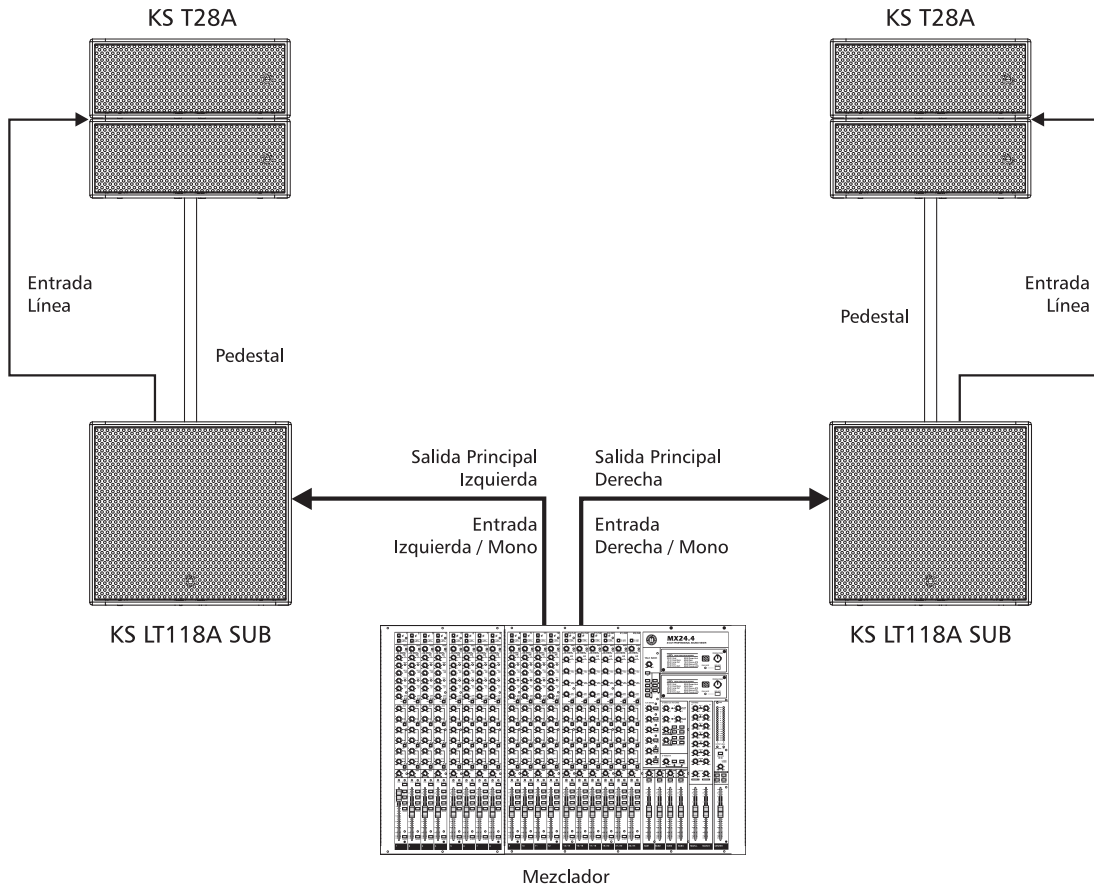 KS T28A
KS T28A
Entrada
Línea
Pedestal
Pedestal
Entrada
Línea
Salida Principal
Izquierda
Salida Principal
Derecha
Entrada
Izquierda / Mono
Entrada
Derecha / Mono
KS LT118A SUB
KS LT118A SUB
MX24.4
Mezclador